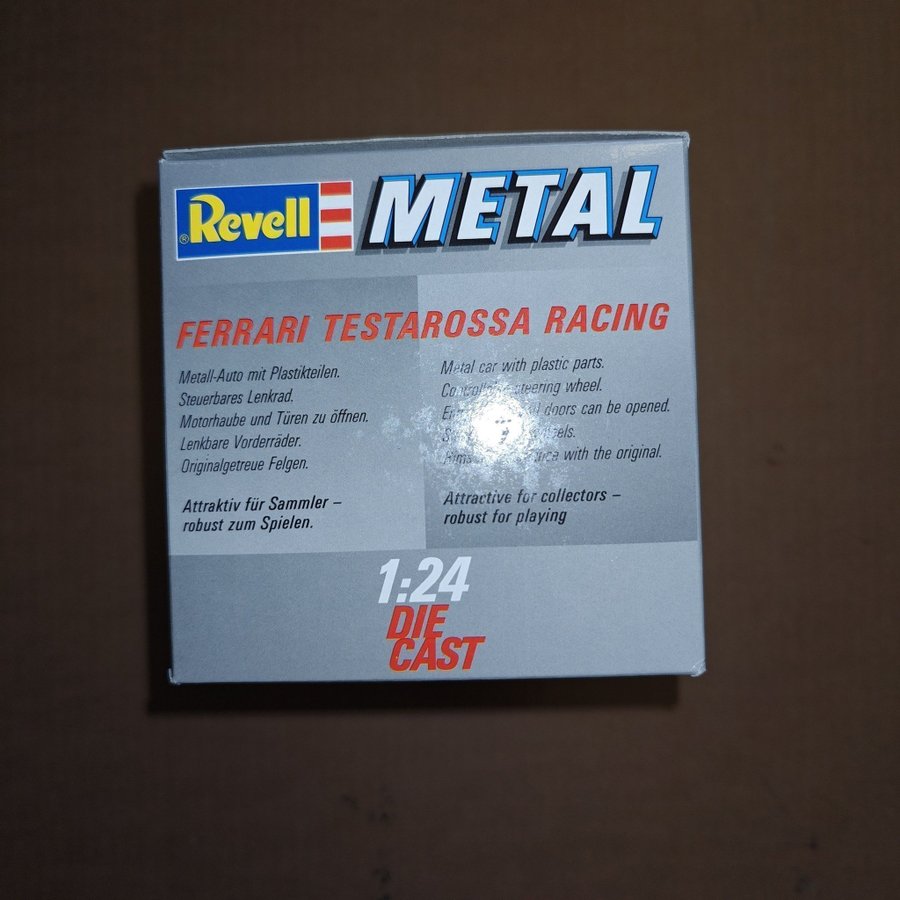 ® Revell METAL
FERRARI TESTAROSSA RACING
Metall-Auto mit Plastikteilen.
Steuerbares Lenkrad.
Motorhaube und Türen zu öffnen.
Lenkbare Vorderräder.
Originalgetreue Felgen.
Attraktiv für Sammler –
robust zum Spielen.
Metal car with plastic parts.
steering wheel.
doors can be opened.
with the original.
Attractive for collectors –
robust for playing
1:24
DIE
CAST